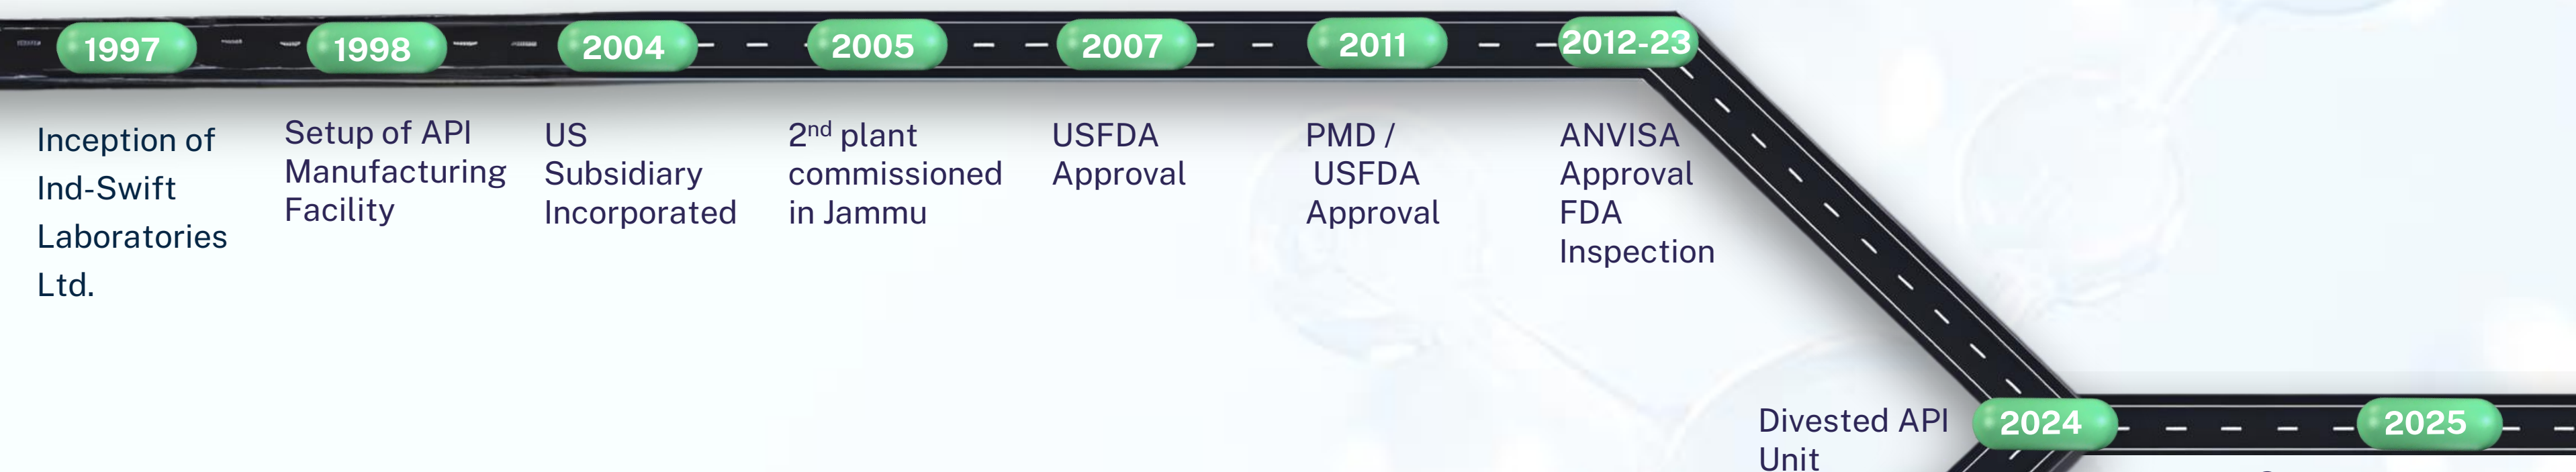 1997
1998
2004
2005
2007
2011
2012-23
Inception of
Ind-Swift
Laboratories
Ltd.
Setup of API
Manufacturing
Facility
US
Subsidiary
Incorporated
2nd plant
commissioned
in Jammu
USFDA
Approval
PMD /
USFDA
Approval
ANVISA
Approval
FDA
Inspection
Divested API
Unit
2024
2025